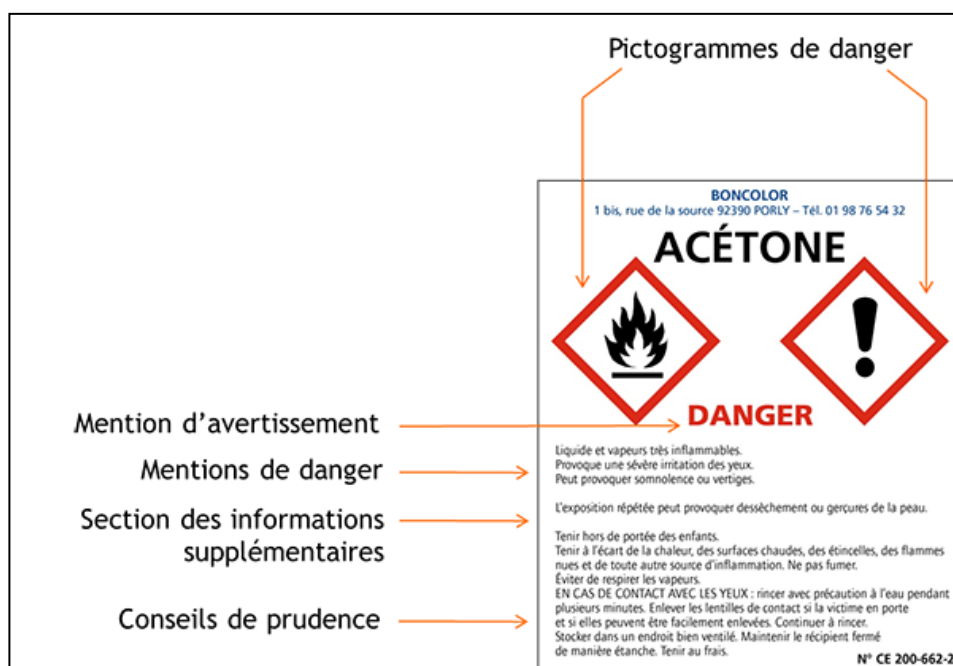 Pictogrammes de danger
BONCOLOR
1 bis, rue de la source 92390 PORLY – Tél. 01 98 76 54 32
ACÉTONE
DANGER
Mention d'avertissement
Mentions de danger
Section des informations
supplémentaires
Conseils de prudence
Liquide et vapeurs très inflammables.
Provoque une sévère irritation des yeux.
Peut provoquer somnolence ou vertiges.
L'exposition répétée peut provoquer dessèchement ou gerçures de la peau.
Tenir hors de portée des enfants.
Tenir à l'écart de la chaleur, des surfaces chaudes, des étincelles, des flammes
nues et de toute autre source d'inflammation. Ne pas fumer.
Éviter de respirer les vapeurs.
EN CAS DE CONTACT AVEC LES YEUX : rincer avec précaution à l'eau pendant
plusieurs minutes. Enlever les lentilles de contact si la victime en porte
et si elles peuvent être facilement enlevées. Continuer à rincer.
Stocker dans un endroit bien ventilé. Maintenir le récipient fermé
de manière étanche. Tenir au frais.
N° CE 200-662-2